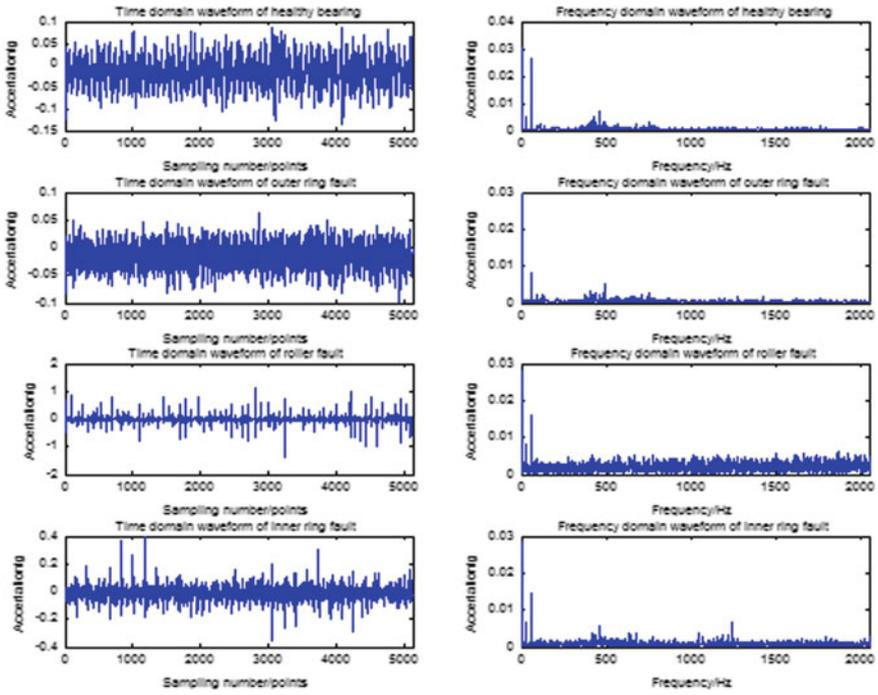 Time domain waveform of healthy bearing
0.1
0.05
0
-0.05
-0.1
-0.15
0 1000 2000 3000 4000 5000
Sampling number/points
Frequency domain waveform of healthy bearing
0.04
0.03
0.02
0.01
0
0 500 1000 1500 2000
Frequency/Hz
Time domain waveform of outer ring fault
0.1
0.05
0
-0.05
-0.1
0 1000 2000 3000 4000 5000
Sampling number/points
Frequency domain waveform of outer ring fault
0.03
0.02
0.01
0
0 500 1000 1500 2000
Frequency/Hz
Time domain waveform of roller fault
2
1
0
-1
-2
0 1000 2000 3000 4000 5000
Sampling number/points
Frequency domain waveform of roller fault
0.03
0.02
0.01
0
0 500 1000 1500 2000
Frequency/Hz
Time domain waveform of inner ring fault
0.4
0.2
0
-0.2
-0.4
0 1000 2000 3000 4000 5000
Sampling number/points
Frequency domain waveform of inner ring fault
0.03
0.02
0.01
0
0 500 1000 1500 2000
Frequency/Hz